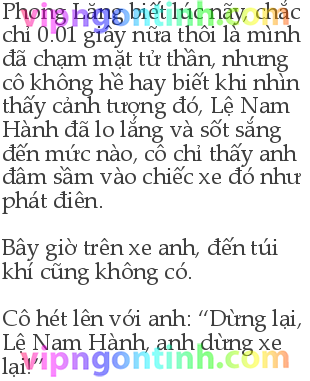 Phong Lăng biết lúc nãy, chắc
chỉ 0.01 giây nữa thôi là mình
đã chạm mặt tử thần, nhưng
cô không hề hay biết khi nhìn
thấy cảnh tượng đó, Lệ Nam
Hành đã lo lắng và sốt sắng
đến mức nào, cô chỉ thấy anh
đâm sầm vào chiếc xe đó như
phát điên.
Bây giờ trên xe anh, đến túi
khí cũng không có.
Cô hét lên với anh: “Dừng lại,
Lệ Nam Hành, anh dừng xe
lại!”
vipngontinh.com
vipngontinh.com